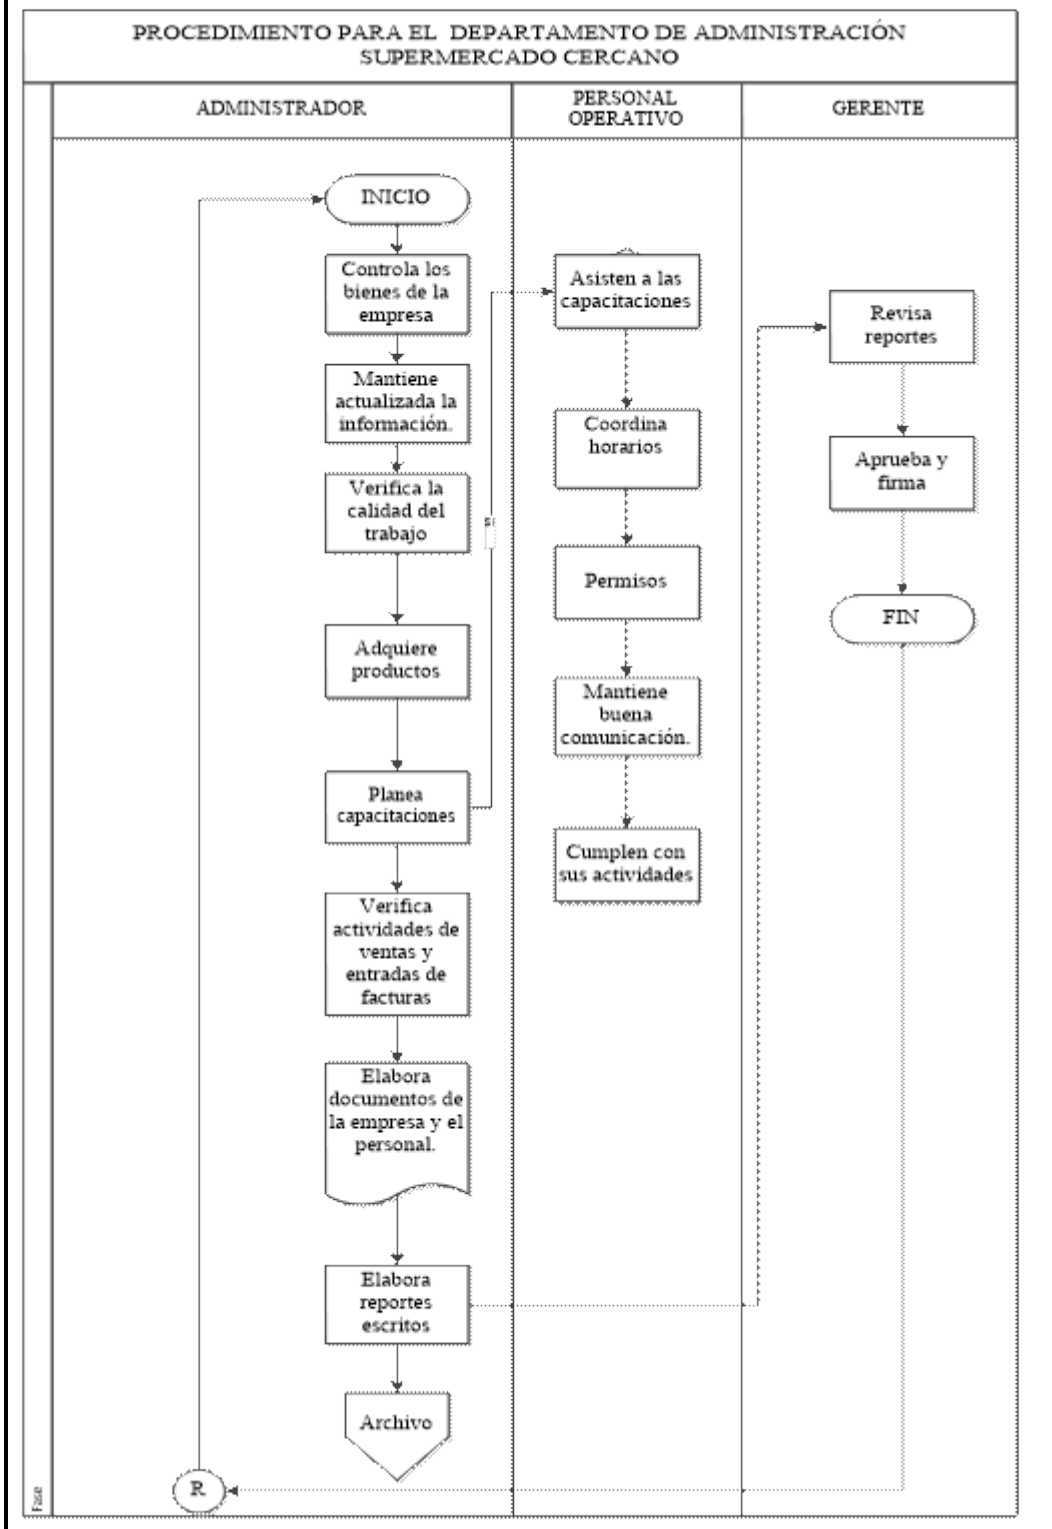 PROCEDIMIENTO PARA EL DEPARTAMENTO DE ADMINISTRACIÓN
SUPERMERCADO CERCANO
ADMINISTRADOR
PERSONAL
OPERATIVO
GERENTE
INICIO
Controla los
bienes de la
empresa
Mantiene
actualizada la
información.
Verifica la
calidad del
trabajo
Adquiere
productos
Planea
capacitaciones
Verifica
actividades de
ventas y
entradas de
facturas
Elabora
documentos de
la empresa y el
personal.
Elabora
reportes
escritos
Archivo
R
Asisten a las
capacitaciones
Coordina
horarios
Permisos
Mantiene
buena
comunicación.
Cumplen con
sus actividades
Revisa
reportes
Aprueba y
firma
FIN
Fase